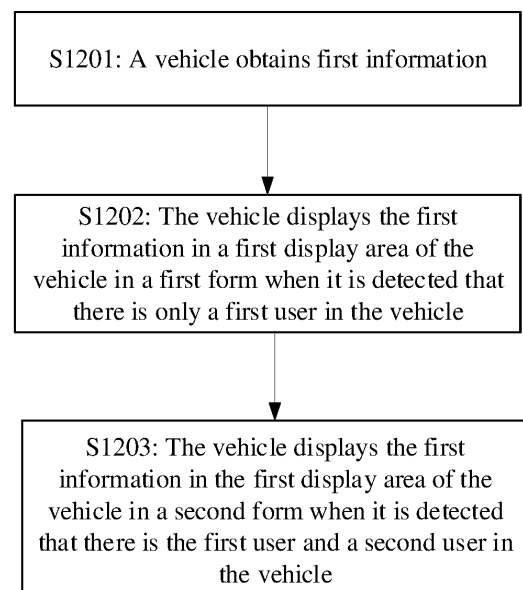 S1201: A vehicle obtains first information
S1202: The vehicle displays the first
information in a first display area of the
vehicle in a first form when it is detected that
there is only a first user in the vehicle
S1203: The vehicle displays the first
information in the first display area of the
vehicle in a second form when it is detected
that there is the first user and a second user in
the vehicle